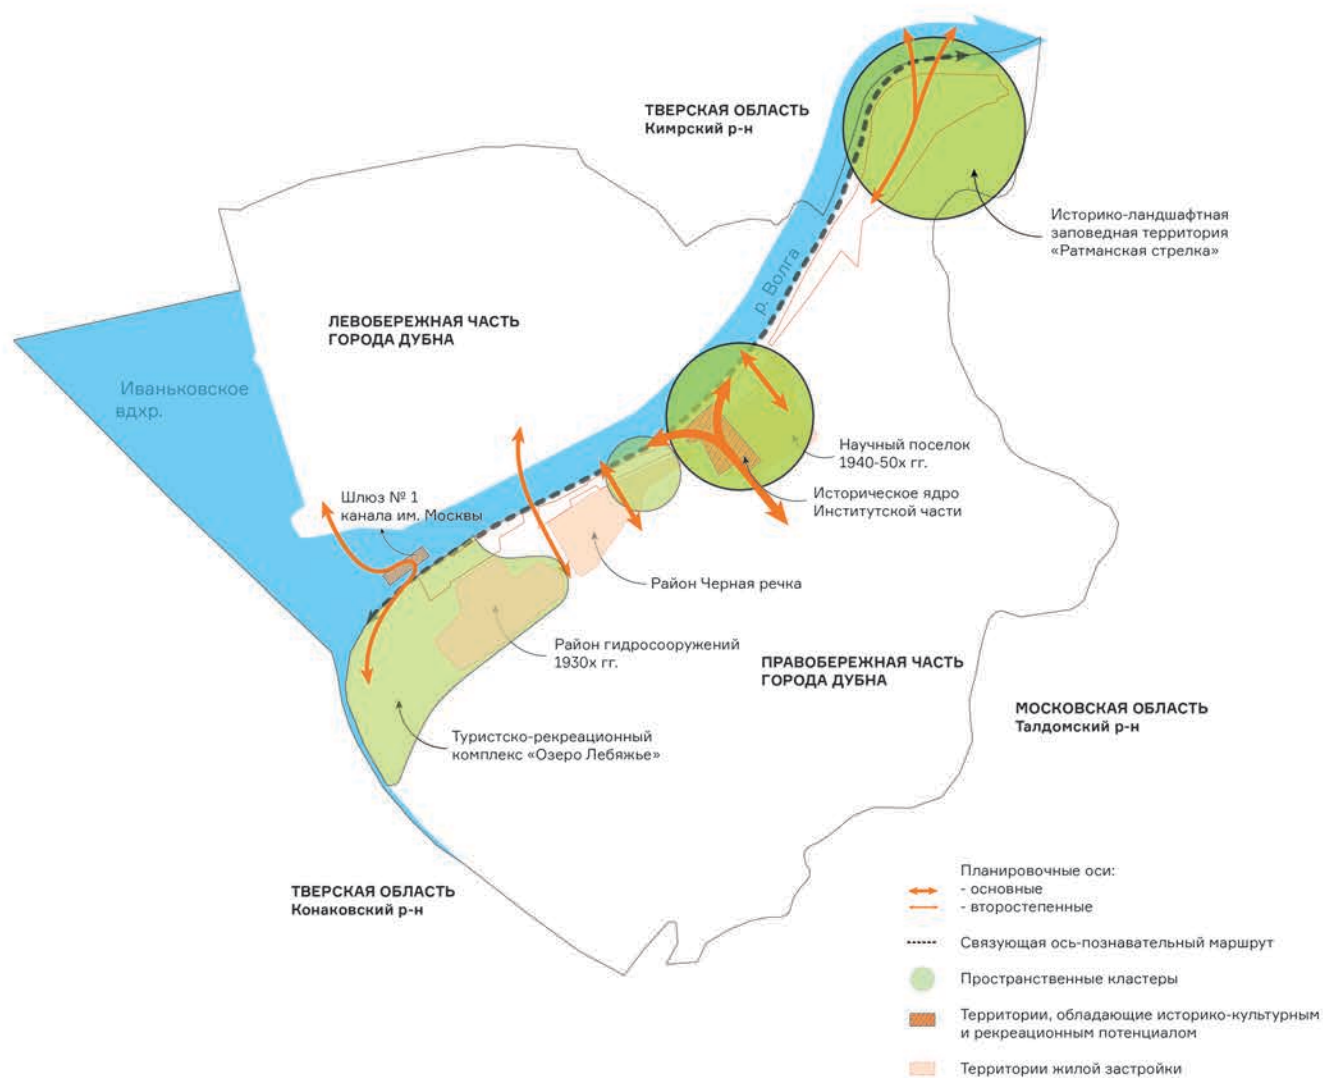 ТВЕРСКАЯ ОБЛАСТЬ
Кимрский р-н
Историко-ландшафтная
заповедная территория
«Ратманская стрелка»
р. Волга
ЛЕВОБЕРЕЖНАЯ ЧАСТЬ
ГОРОДА ДУБНА
Иваньковское
вдхр.
Научный поселок
1940-50х гг.
Историческое ядро
Институтской части
Шлюз № 1
канала им. Москвы
Район Черная речка
Район гидросооружений
1930х гг.
ПРАВОБЕРЕЖНАЯ ЧАСТЬ
ГОРОДА ДУБНА
МОСКОВСКАЯ ОБЛАСТЬ
Талдомский р-н
Туристско-рекреационный
комплекс «Озеро Лебяжье»
ТВЕРСКАЯ ОБЛАСТЬ
Конаковский р-н
Планировочные оси:
- основные
- второстепенные
Связующая ось-познавательный маршрут
Пространственные кластеры
Территории, обладающие историко-культурным
и рекреационным потенциалом
Территории жилой застройки